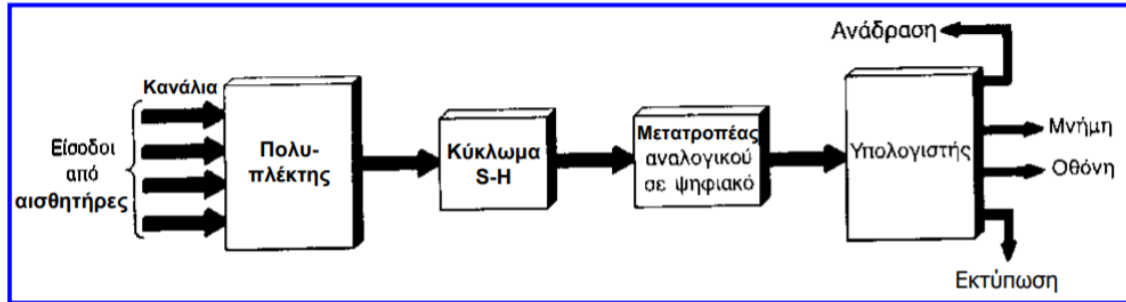 Κανάλια
Είσοδοι
από
αισθητήρες
Πολυ-
πλέκτης
Κύκλωμα
S-H
Μετατροπέας
αναλογικού
σε ψηφιακό
Υπολογιστής
Ανάδραση
Μνήμη
Οθόνη
Εκτύπωση